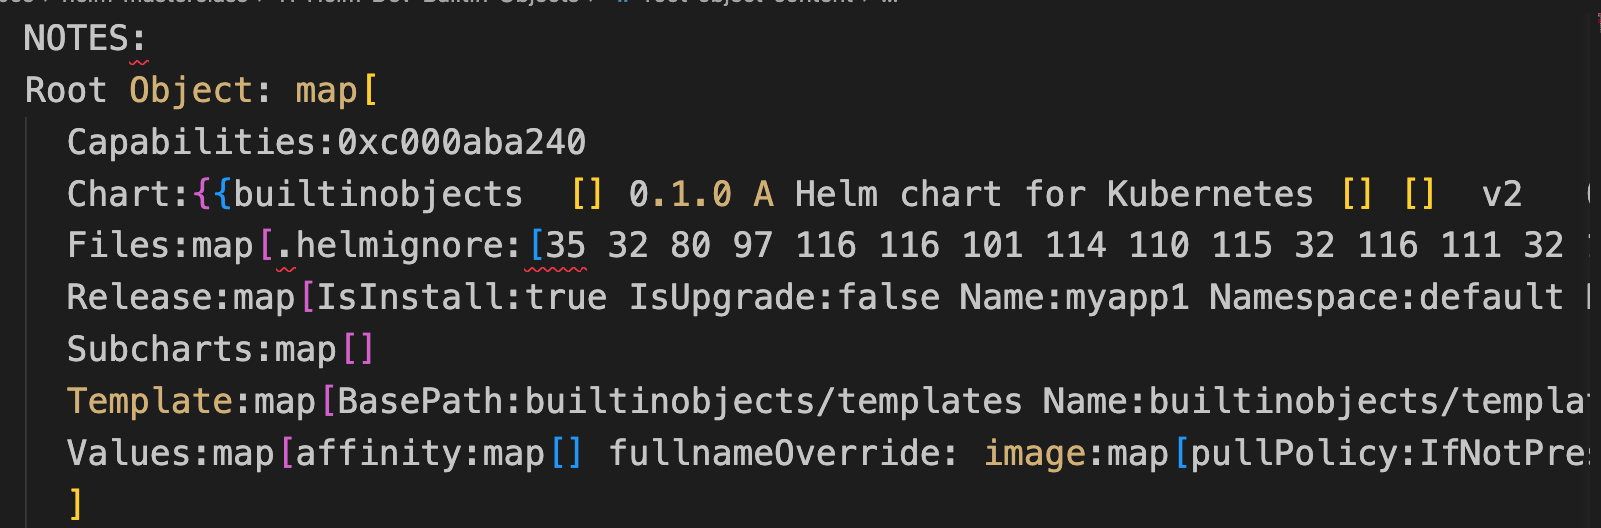 NOTES:
Root Object: map[
Capabilities:0xc000aba240
Chart:{{builtinobjects [] 0.1.0 A Helm chart for Kubernetes [] [] v2
Files:map[.helmignore:[35 32 80 97 116 116 101 114 110 115 32 116 111 32
Release:map[IsInstall:true IsUpgrade:false Name:myapp1 Namespace:default
Subcharts:map[]
Template:map[BasePath:builtinobjects/templates Name:builtinobjects/templat
Values:map[affinity:map[] fullnameOverride: image:map[pullPolicy:IfNotPre
]